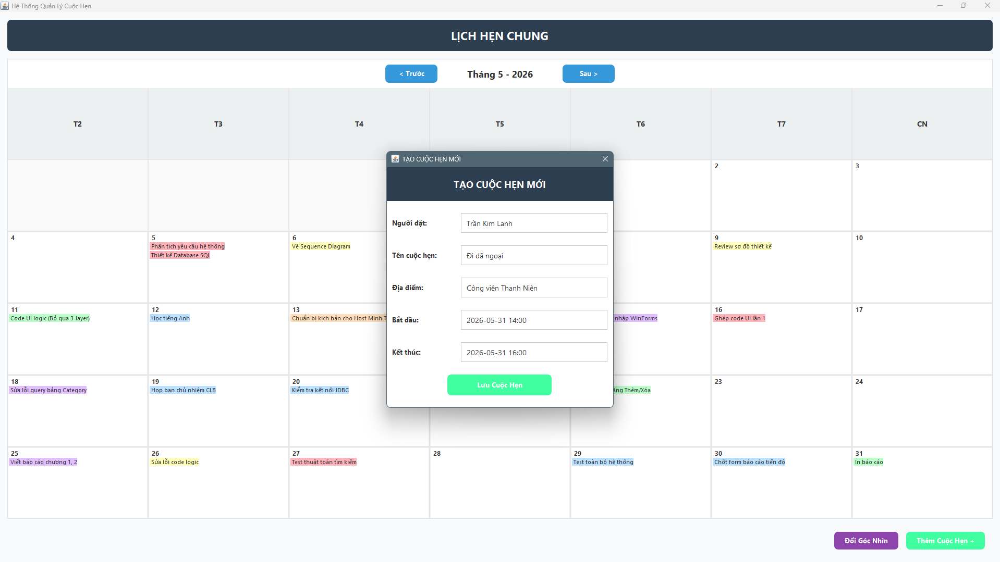 Hệ Thống Quản Lý Cuộc Hẹn
LỊCH HẸN CHUNG
< Trước
Tháng 5 - 2026
Sau >
T2
T3
T4
T5
T6
T7
CN
TẠO CUỘC HẸN MỚI
TẠO CUỘC HẸN MỚI
Người đặt:
Trần Kim Lanh
Tên cuộc hẹn:
Đi dã ngoại
Địa điểm:
Công viên Thanh Niên
Bắt đầu:
2026-05-31 14:00
Kết thúc:
2026-05-31 16:00
Lưu Cuộc Hẹn
2
3
4
5
Phân tích yêu cầu hệ thống
Thiết kế Database SQL
6
Vẽ Sequence Diagram
9
Review sơ đồ thiết kế
10
11
Code UI logic (Bỏ qua 3-layer)
12
Học tiếng Anh
13
Chuẩn bị kịch bản cho Host Minh T
nhập WinForms
16
Ghép code UI lần 1
17
18
Sửa lỗi query bảng Category
19
Họp ban chủ nhiệm CLB
20
Kiểm tra kết nối JDBC
ăng Thêm/Xóa
23
24
25
Viết báo cáo chương 1, 2
26
Sửa lỗi code logic
27
Test thuật toán tìm kiếm
28
29
Test toàn bộ hệ thống
30
Chốt form báo cáo tiến độ
31
In báo cáo
Đổi Góc Nhìn
Thêm Cuộc Hẹn +